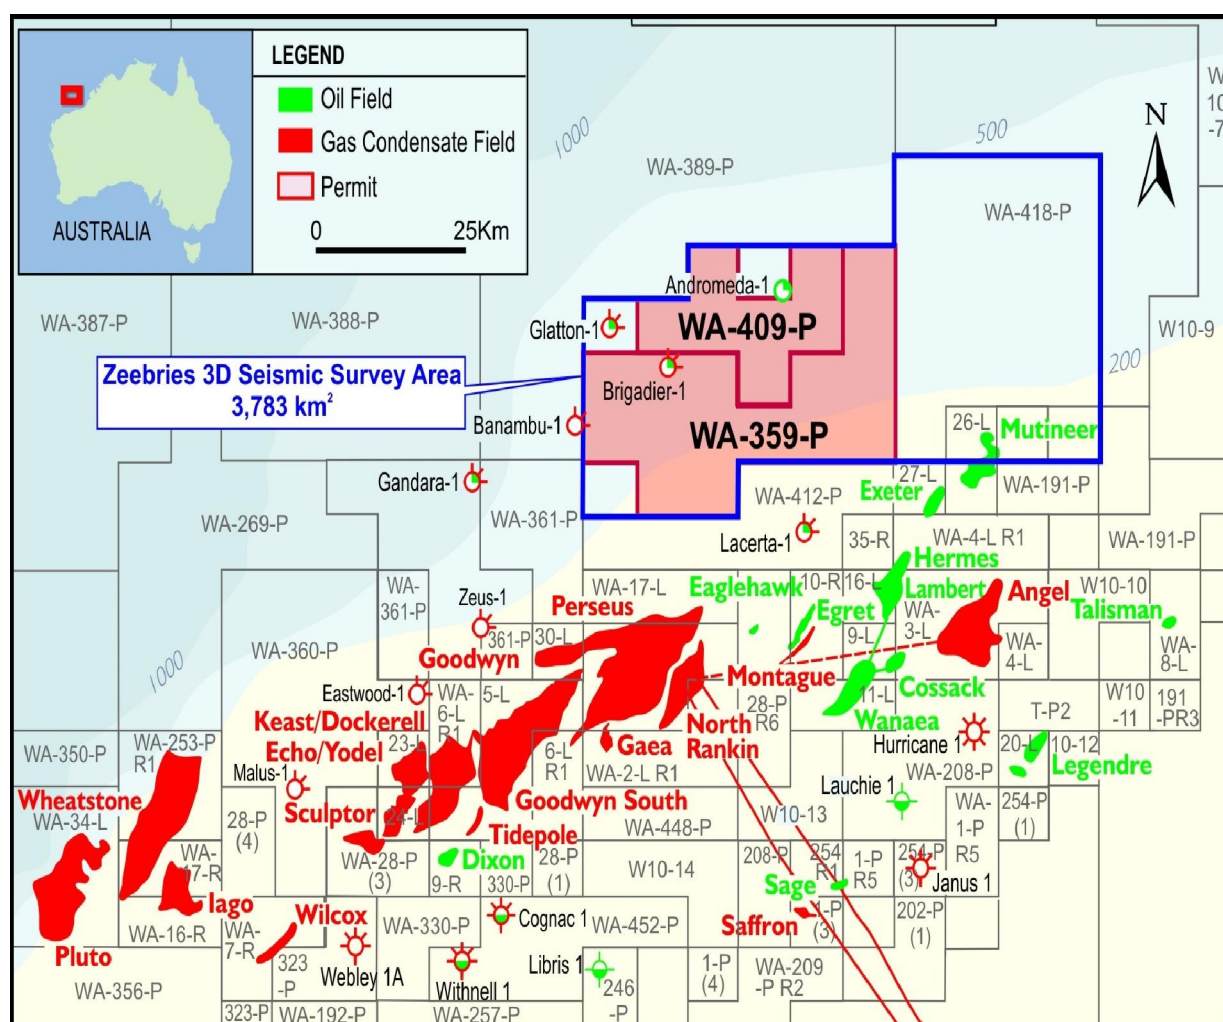 AUSTRALIA
LEGEND
Oil Field
Gas Condensate Field
Permit
0 25Km
1000
500
N
WA-389-P
WA-418-P
W10-9
200
WA-387-P
WA-388-P
Andromeda-1
Glatton-1
WA-409-P
Zeebries 3D Seismic Survey Area
3,783 km²
Brigadier-1
Banambu-1
WA-359-P
26-L
Mutineer
Gandara-1
27-L
WA-191-P
Exeter
WA-412-P
WA-269-P
WA-361-P
Lacerta-1
35-R
WA-4-L R1
WA-191-P
Hermes
WA-
361-P
Zeus-1
WA-17-L
Eaglehawk
10-R
16-L
Lambert
Angel
W10-10
Perseus
Egret
WA-
3-L
Talisman
361-P
30-L
9-L
WA-
4-L
WA-
8-L
WA-360-P
Goodwyn
Montague
Cossack
1000
Eastwood-1
WA-
6-L
R1
5-L
28-P
R6
11-L
Wanaea
W10
-11
191
-PR3
Keast/Dockerell
North
Rankin
T-P2
WA-350-P
WA-253-P
R1
Echo/Yodel
23-L
6-L
R1
Gaea
WA-2-L R1
Hurricane 1
20-L
10-12
Legendre
Malus-1
WA-208-P
Wheatstone
WA-34-L
Sculptor
24-L
Goodwyn South
Lauchie 1
WA-
1-P
R5
254-P
(1)
28-P
(4)
Tidepole
WA-448-P
W10-13
WA-
17-R
WA-28-P
(3)
Dixon
9-R
330-P
28-P
(1)
W10-14
208-P
254
R
1-P
R5
254-P
(3)
Janus 1
Sage
Iago
Wilcox
WA-330-P
Cognac 1
WA-452-P
Saffron
1-P
(3)
202-P
(1)
WA-16-R
WA-
7-R
Pluto
Webley 1A
Libris 1
WA-356-P
323
-P
Withnell 1
246
-P
1-P
(4)
WA-209
-P R2
323-P
WA-192-P
WA-257-P